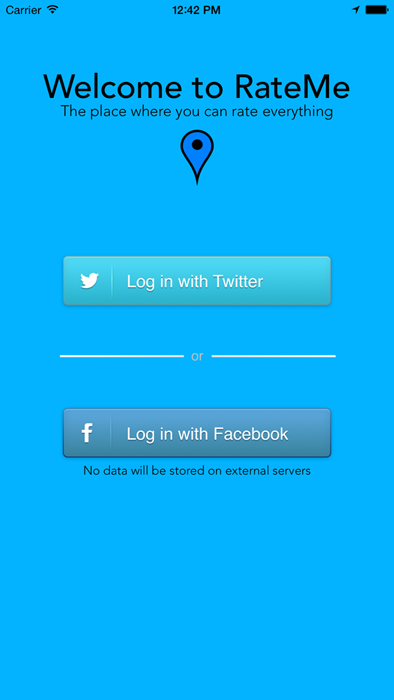 Carrier 12:42 PM
Welcome to RateMe
The place where you can rate everything
Log in with Twitter
or
Log in with Facebook
No data will be stored on external servers